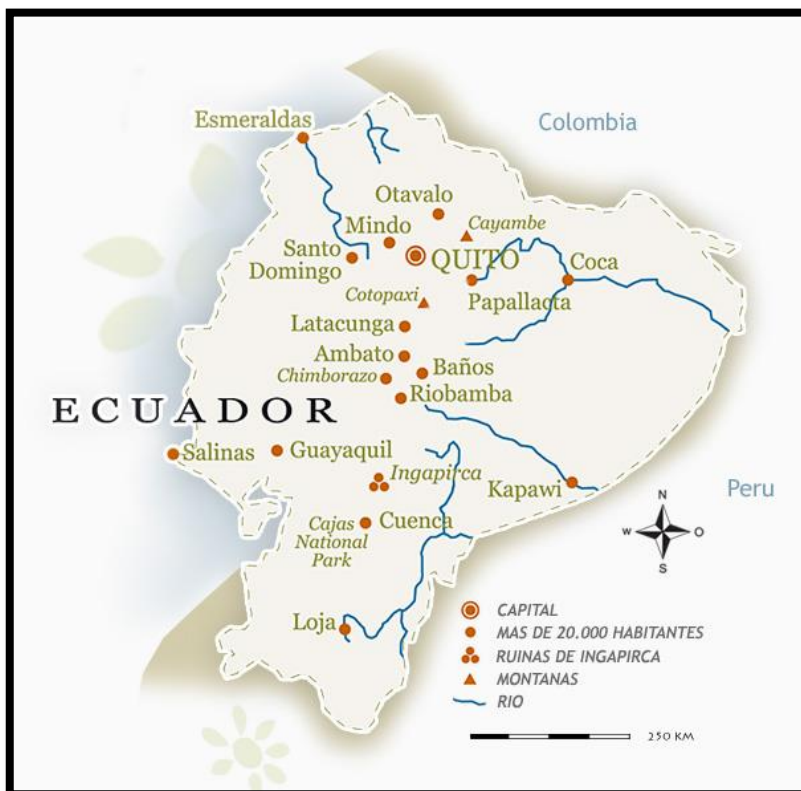 Esmeraldas
Colombia
Otavalo
Mindo
Cayambe
Santo
Domingo
QUITO
Coca
Papallacta
Cotopaxi
Latacunga
Ambato
Baños
Chimborazo
Riobamba
ECUADOR
Salinas
Guayaquil
Ingapirca
Kapawi
Peru
Cajas
National
Park
Cuenca
N
W
O
S
Loja
CAPITAL
MAS DE 20.000 HABITANTES
RUINAS DE INGAPIRCA
MONTANAS
RIO
250 KM